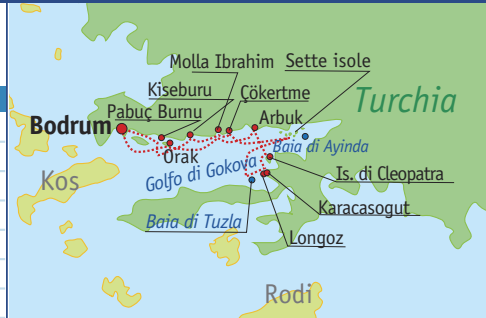 Molla Ibrahim
Sette isole
Kiseburu
Çökertme
Turchia
Pabuç Burnu
Arbuk
Bodrum
Orak
Baia di Ayinda
Kos
Golfo di Gokova
Is. di Cleopatra
Karacasogut
Baia di Tuzla
Longoz
Rodi